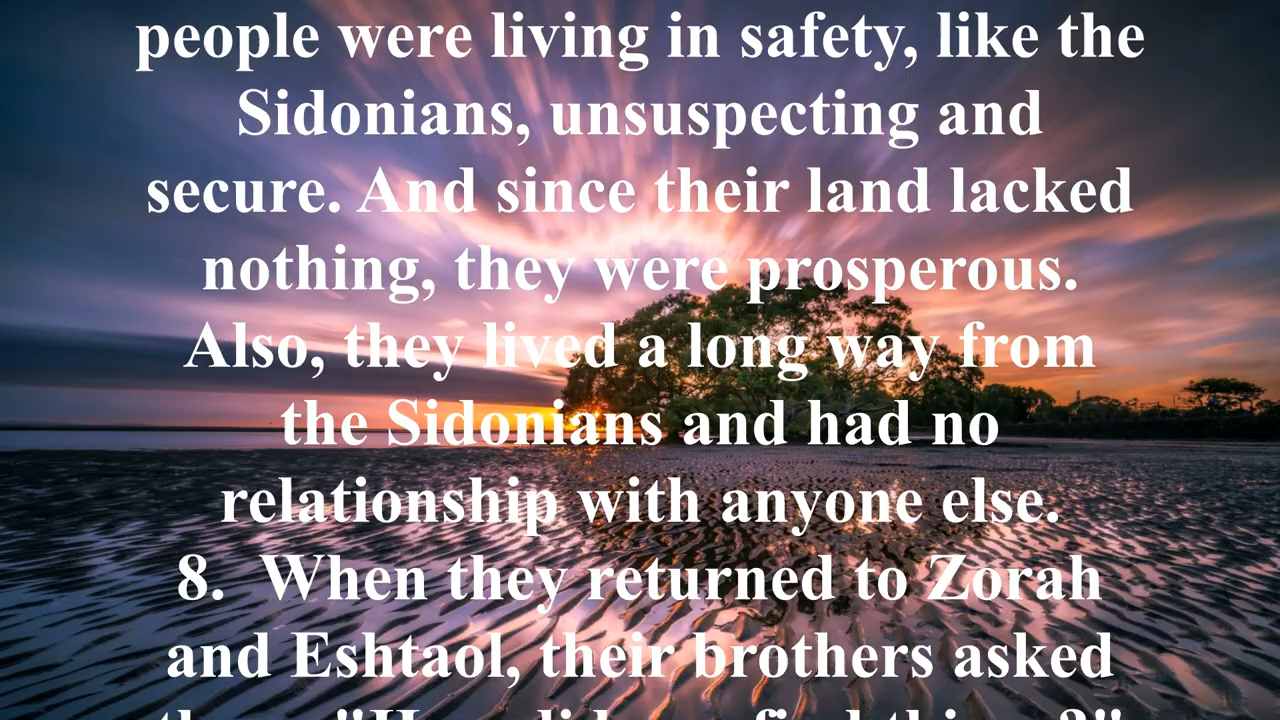 people were living in safety, like the
Sidonians, unsuspecting and
secure. And since their land lacked
nothing, they were prosperous.
Also, they lived a long way from
the Sidonians and had no
relationship with anyone else.
8.  When they returned to Zorah
and Eshtaol, their brothers asked